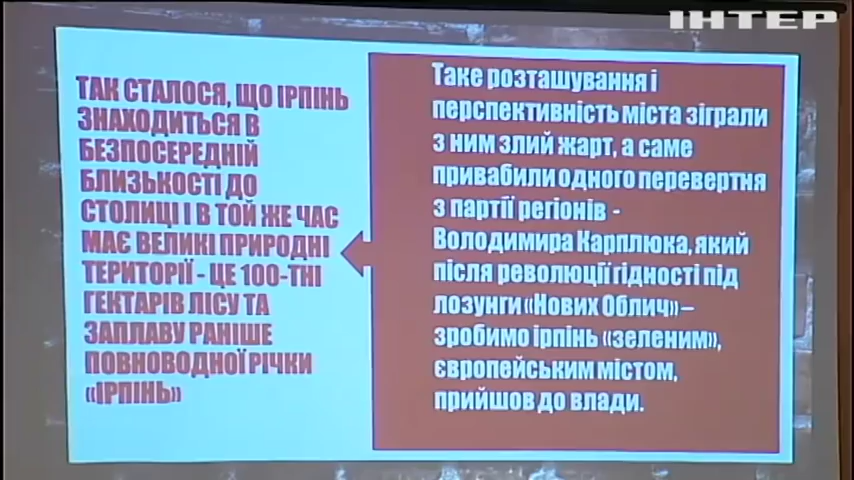 ІНТЕР
ТАК СТАЛОСЯ, ЩО ІРПІНЬ
ЗНАХОДИТЬСЯ В
БЕЗПОСЕРЕДНІЙ
БЛИЗЬКОСТІ ДО
СТОЛИЦІ І В ТОЙ ЖЕ ЧАС
МАЄ ВЕЛИКІ ПРИРОДНІ
ТЕРИТОРІЇ - ЦЕ 100-ТНІ
ГЕКТАРІВ ЛІСУ ТА
ЗАПЛАВУ РАНІШЕ
ПОВНОВОДНОЇ РІЧКИ
«ІРПІНЬ»
Таке розташування і
перспективність міста зіграли
з ним злий жарт, а саме
привабили одного перевертня
з партії регіонів -
Володимира Карплюка, який
після революції гідності під
лозунги «Нових Облич» –
зробимо ірпінь «зеленим»,
європейським містом,
прийшов до влади.